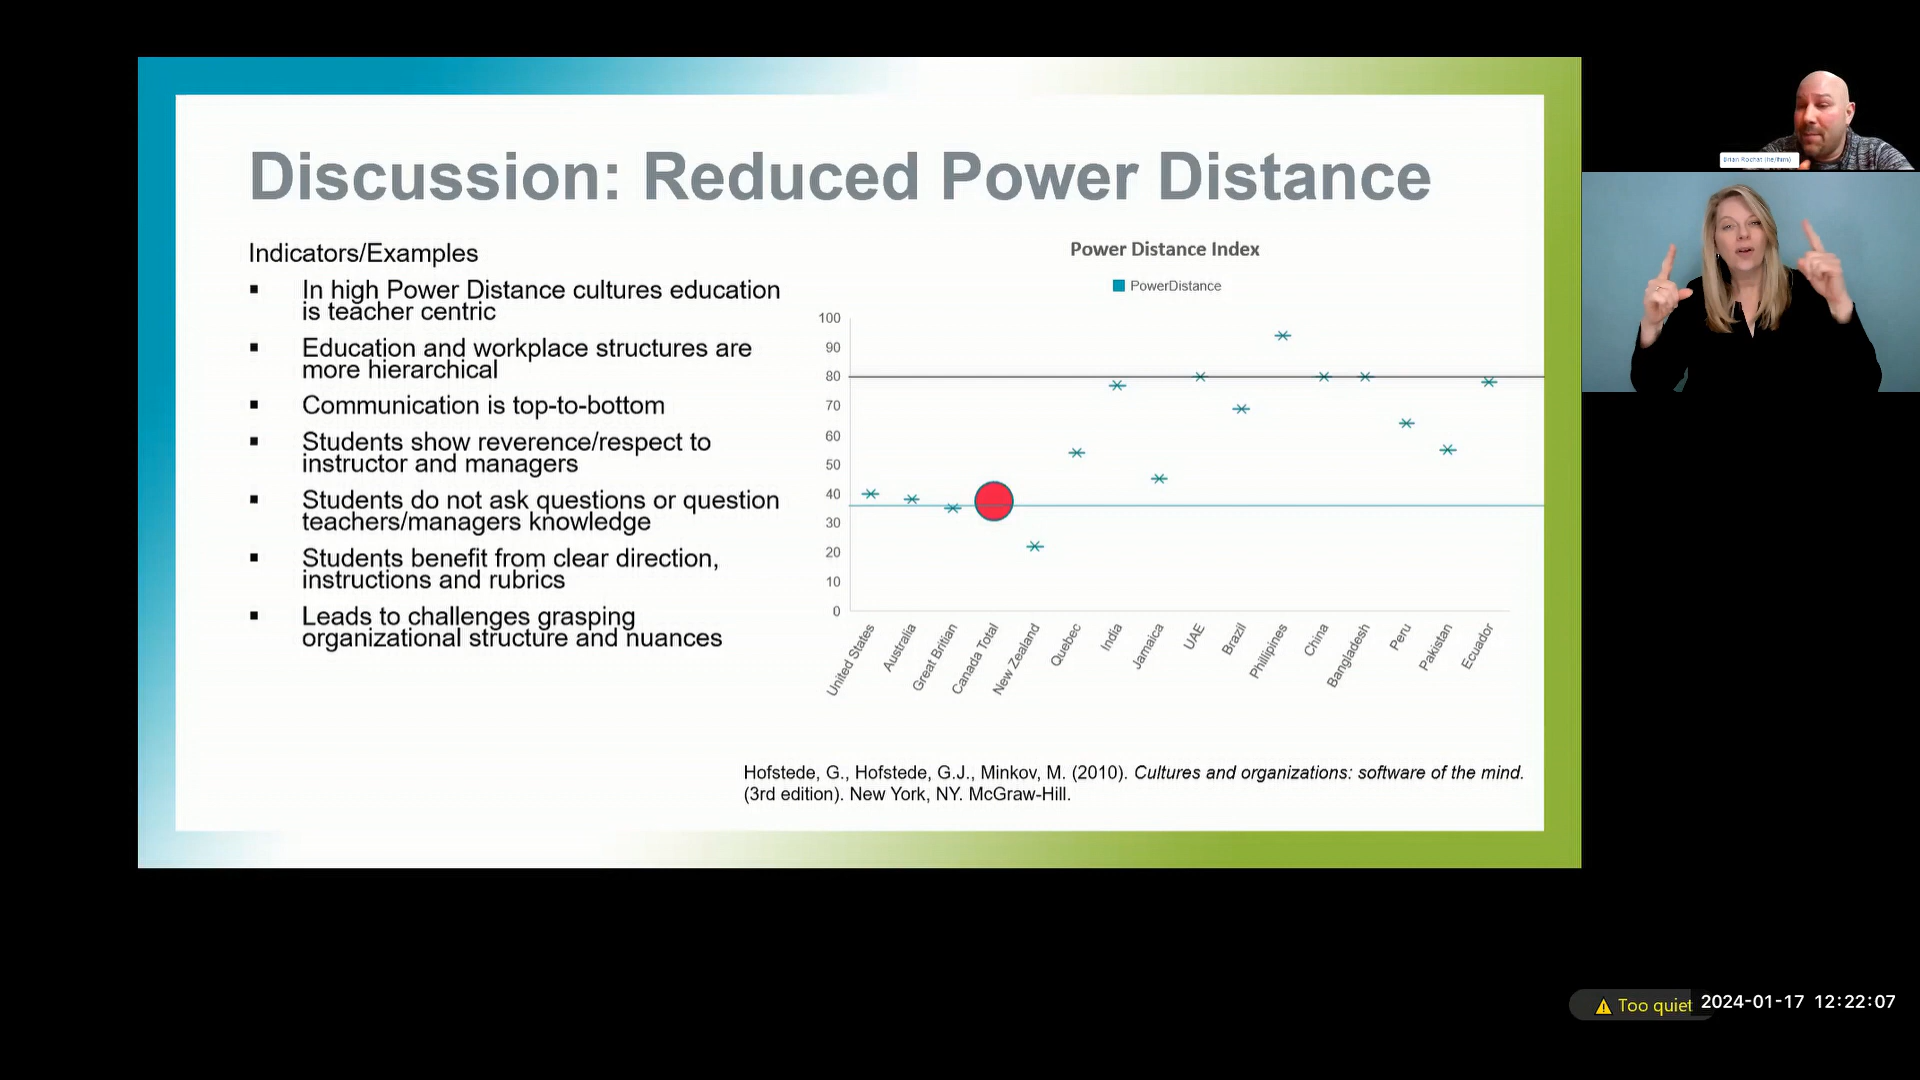 Discussion: Reduced Power Distance
Indicators/Examples
▪ In high Power Distance cultures education
is teacher centric
▪ Education and workplace structures are
more hierarchical
▪ Communication is top-to-bottom
▪ Students show reverence/respect to
instructor and managers
▪ Students do not ask questions or question
teachers/managers knowledge
▪ Students benefit from clear direction,
instructions and rubrics
▪ Leads to challenges grasping
organizational structure and nuances
Power Distance Index
PowerDistance
100
90
80
70
60
50
40
30
20
10
0
United States
Australia
Great Britian
Canada Total
New Zealand
Quebec
India
Jamaica
UAE
Brazil
Phillipines
China
Bangladesh
Peru
Pakistan
Ecuador
Hofstede, G., Hofstede, G.J., Minkov, M. (2010). Cultures and organizations: software of the mind.
(3rd edition). New York, NY. McGraw-Hill.
Brian Rochat (he/him)
Too quiet
2024-01-17 12:22:07